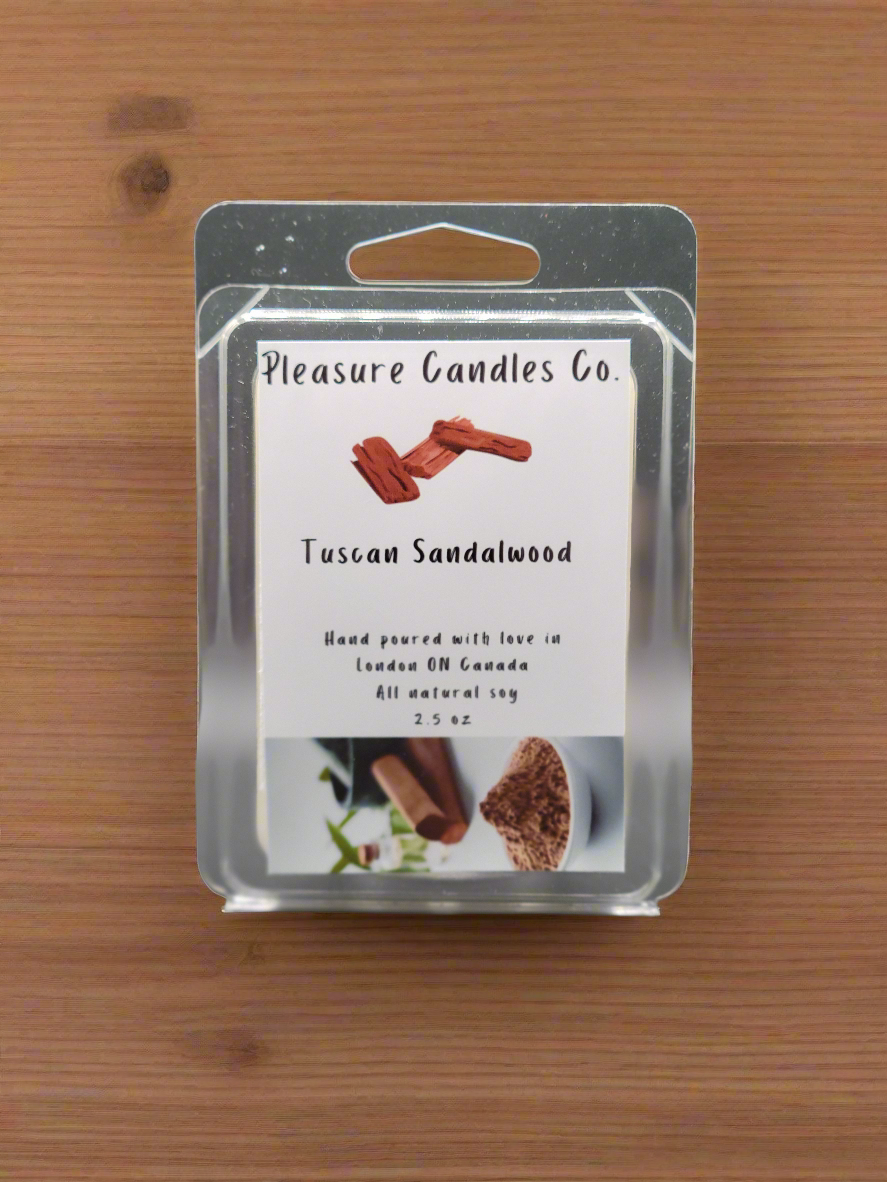 Pleasure Candles Co.
Tuscan Sandalwood
Hand poured with love in
London ON Canada
All natural soy
2.5 oz